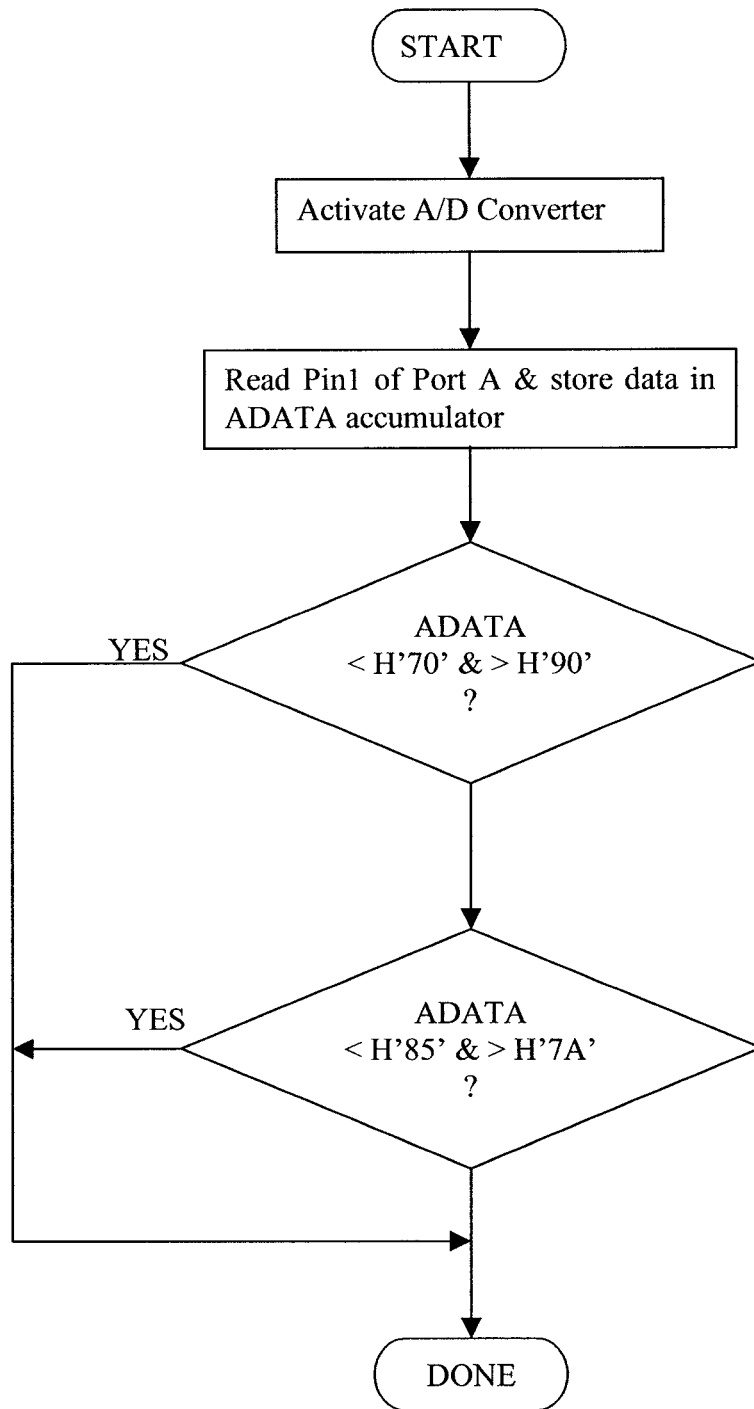 START
Activate A/D Converter
Read Pin1 of Port A & store data in
ADATA accumulator
ADATA
< H’70’ & > H’90’
?
YES
ADATA
< H’85’ & > H’7A’
?
YES
DONE